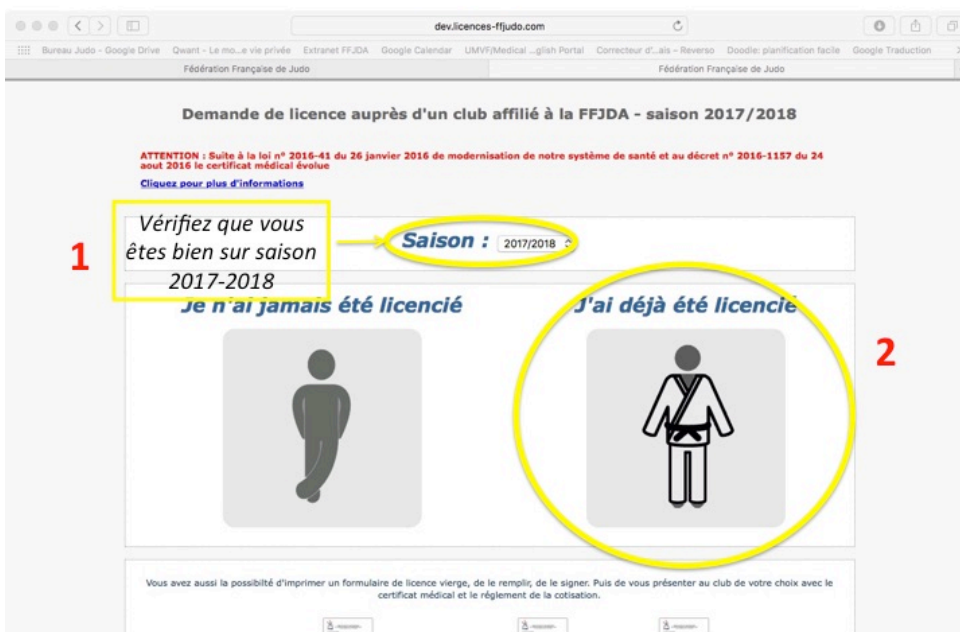 dev.licences-ffjudo.com
Bureau Judo - Google Drive Qwant - Le mo...e vie privée Extranet FFJDA Google Calendar UMVF/Medical ...glish Portal Correcteur d'...ais - Reverso Doodle: planification facile Google Traduction
Fédération Française de Judo Fédération Française de Judo
Demande de licence auprès d'un club affilié à la FFJDA - saison 2017/2018
ATTENTION : Suite à la loi n° 2016-41 du 26 janvier 2016 de modernisation de notre système de santé et au décret n° 2016-1157 du 24
aout 2016 le certificat médical évolue
Cliquez pour plus d'informations
1
Vérifiez que vous
êtes bien sur saison
2017-2018
Saison : 2017/2018
Je n'ai jamais été licencié J'ai déjà été licencié
2
Vous avez aussi la possibilté d'imprimer un formulaire de licence vierge, de le remplir, de le signer. Puis de vous présenter au club de votre choix avec le
certificat médical et le réglement de la cotisation.